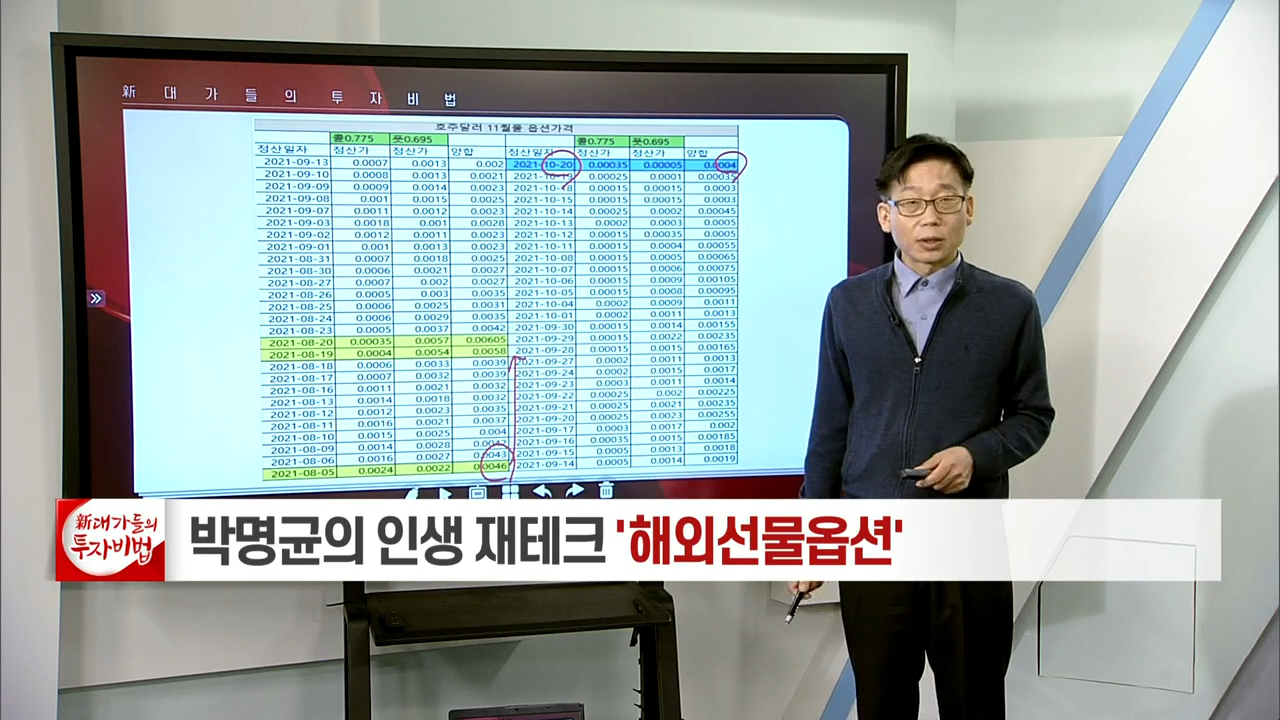 新 대 가 들 의 투 자 비 법
호주달러 11월물 옵션가격
콜0.775 풋0.695 콜0.775 풋0.695
정산일자 정산가 정산가 양합 정산일자 정산가 정산가 양합
2021-09-13 0.0007 0.0013 0.002 2021-10-20 0.00035 0.00005 0.0004
2021-09-10 0.0008 0.0013 0.0021 2021-10-19 0.00025 0.0001 0.00035
2021-09-09 0.0009 0.0014 0.0023 2021-10-18 0.00015 0.00015 0.0003
2021-09-08 0.001 0.0015 0.0025 2021-10-15 0.00015 0.00015 0.0003
2021-09-07 0.0011 0.0012 0.0023 2021-10-14 0.00025 0.0002 0.00045
2021-09-03 0.0018 0.001 0.0028 2021-10-13 0.0002 0.0003 0.0005
2021-09-02 0.0012 0.0011 0.0023 2021-10-12 0.00015 0.00035 0.0005
2021-09-01 0.001 0.0013 0.0023 2021-10-11 0.00015 0.0004 0.00055
2021-08-31 0.0007 0.0018 0.0025 2021-10-08 0.00015 0.0005 0.00065
2021-08-30 0.0006 0.0021 0.0027 2021-10-07 0.00015 0.0006 0.00075
2021-08-27 0.0007 0.002 0.0027 2021-10-06 0.00015 0.0009 0.00105
2021-08-26 0.0005 0.003 0.0035 2021-10-05 0.00015 0.0008 0.00095
2021-08-25 0.0006 0.0025 0.0031 2021-10-04 0.0002 0.0009 0.0011
2021-08-24 0.0006 0.0029 0.0035 2021-10-01 0.0002 0.0011 0.0013
2021-08-23 0.0005 0.0037 0.0042 2021-09-30 0.00015 0.0014 0.00155
2021-08-20 0.00035 0.0057 0.00605 2021-09-29 0.00015 0.0022 0.00235
2021-08-19 0.0004 0.0054 0.0058 2021-09-28 0.00015 0.0015 0.00165
2021-08-18 0.0006 0.0033 0.0039 2021-09-27 0.0002 0.0011 0.0013
2021-08-17 0.0007 0.0032 0.0039 2021-09-24 0.0002 0.0015 0.0017
2021-08-16 0.0011 0.0021 0.0032 2021-09-23 0.0003 0.0011 0.0014
2021-08-13 0.0014 0.0018 0.0032 2021-09-22 0.00025 0.002 0.00225
2021-08-12 0.0012 0.0023 0.0035 2021-09-21 0.00025 0.0021 0.00235
2021-08-11 0.0016 0.0021 0.0037 2021-09-20 0.00025 0.0023 0.00255
2021-08-10 0.0015 0.0025 0.004 2021-09-17 0.0003 0.0017 0.002
2021-08-09 0.0014 0.0028 0.0042 2021-09-16 0.00035 0.0015 0.00185
2021-08-06 0.0016 0.0027 0.0043 2021-09-15 0.0005 0.0013 0.0018
2021-08-05 0.0024 0.0022 0.0046 2021-09-14 0.0005 0.0014 0.0019
新대가들의
투자비법
박명균의 인생 재테크 '해외선물옵션'